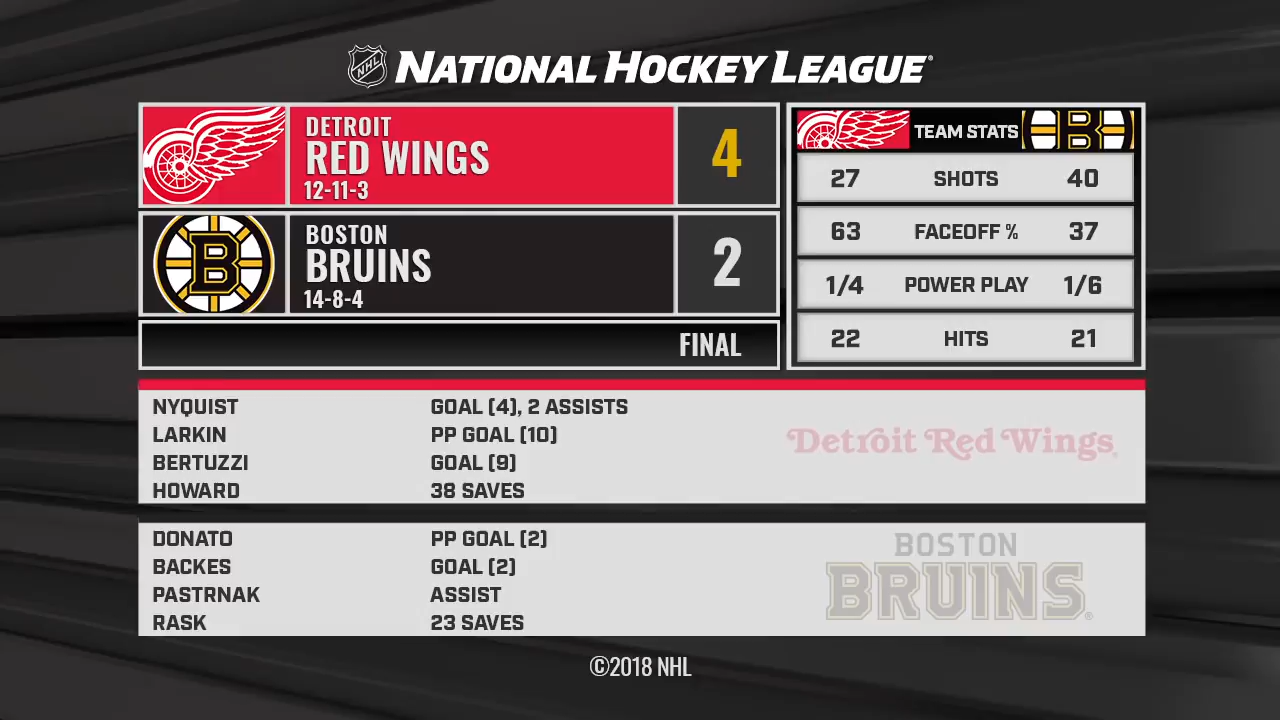 NHL NATIONAL HOCKEY LEAGUE®
DETROIT
RED WINGS
12-11-3
4
BOSTON
BRUINS
14-8-4
2
FINAL
TEAM STATS
27 SHOTS 40
63 FACEOFF % 37
1/4 POWER PLAY 1/6
22 HITS 21
NYQUIST GOAL (4), 2 ASSISTS
LARKIN PP GOAL (10)
BERTUZZI GOAL (9)
HOWARD 38 SAVES
Detroit Red Wings
DONATO PP GOAL (2)
BACKES GOAL (2)
PASTRNAK ASSIST
RASK 23 SAVES
BOSTON
BRUINS®
©2018 NHL